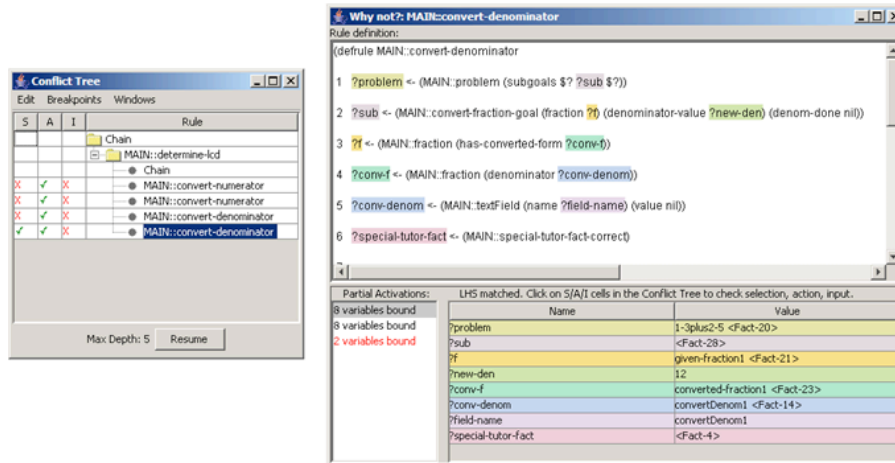 Conflict Tree
Edit Breakpoints Windows
S A I Rule
Chain
MAIN::determine-lcd
Chain
X ✓ X MAIN::convert-numerator
X ✓ X MAIN::convert-numerator
X ✓ X MAIN::convert-denominator
✓ ✓ X MAIN::convert-denominator
Max Depth: 5 Resume
Why not?: MAIN::convert-denominator
Rule definition:
(defrule MAIN::convert-denominator
1 ?problem <- (MAIN::problem (subgoals $? ?sub $?))
2 ?sub <- (MAIN::convert-fraction-goal (fraction ?f) (denominator-value ?new-den) (denom-done nil))
3 ?f <- (MAIN::fraction (has-converted-form ?conv-f))
4 ?conv-f <- (MAIN::fraction (denominator ?conv-denom))
5 ?conv-denom <- (MAIN::textField (name ?field-name) (value nil))
6 ?special-tutor-fact <- (MAIN::special-tutor-fact-correct)
Partial Activations:
8 variables bound
8 variables bound
2 variables bound
LHS matched. Click on S/A/I cells in the Conflict Tree to check selection, action, input.
Name Value
?problem 1-3plus2-5 <Fact-20>
?sub <Fact-28>
?f given-fraction1 <Fact-21>
?new-den 12
?conv-f converted-fraction1 <Fact-23>
?conv-denom convertDenom1 <Fact-14>
?field-name convertDenom1
?special-tutor-fact <Fact-4>